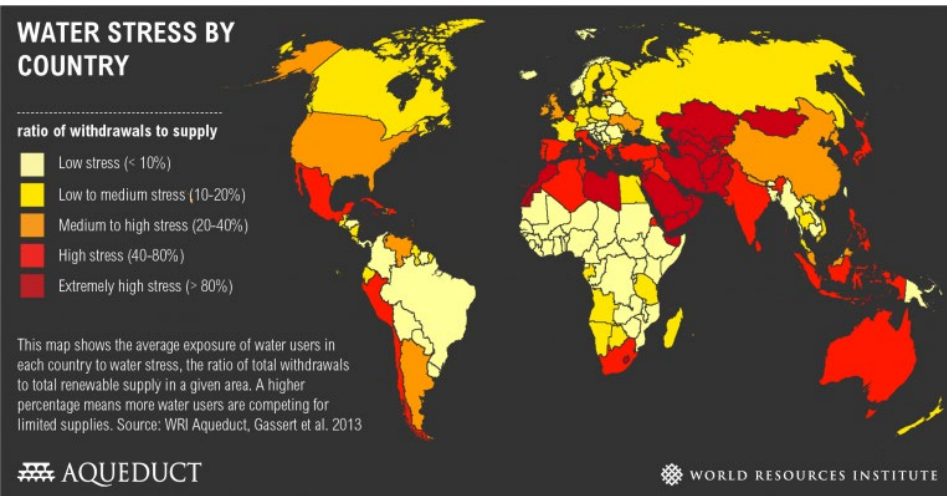 WATER STRESS BY
COUNTRY
ratio of withdrawals to supply
Low stress (< 10%)
Low to medium stress (10-20%)
Medium to high stress (20-40%)
High stress (40-80%)
Extremely high stress (> 80%)
This map shows the average exposure of water users in
each country to water stress, the ratio of total withdrawals
to total renewable supply in a given area. A higher
percentage means more water users are competing for
limited supplies. Source: WRI Aqueduct, Gassert et al. 2013
AQUEDUCT
WORLD RESOURCES INSTITUTE